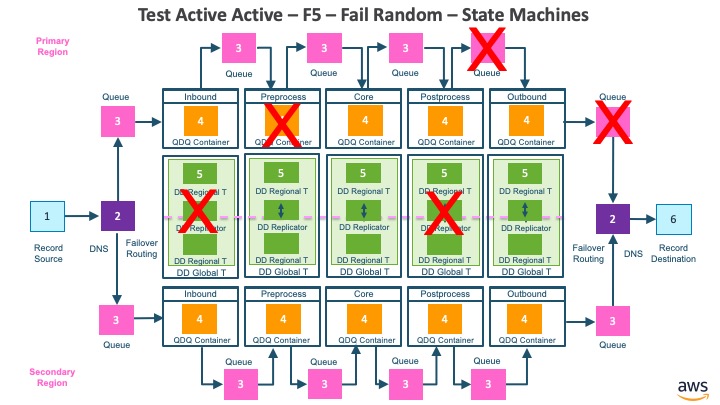 Test Active Active – F5 – Fail Random – State Machines
Primary
Region
3
3
3
Queue
Queue
Queue
Queue
Queue
Inbound
Preprocess
Core
Postprocess
Outbound
Queue
3
4
4
4
4
QDQ Container
QDQ Container
QDQ Container
QDQ Container
QDQ Container
5
5
5
5
5
DD Regional T
DD Regional T
DD Regional T
DD Regional T
DD Regional T
1
2
DD Replicator
DD Replicator
DD Replicator
DD Replicator
DD Replicator
2
6
Record
Source
DNS
Failover
Routing
DD Regional T
DD Regional T
DD Regional T
DD Regional T
DD Regional T
DD Global T
DD Global T
DD Global T
DD Global T
DD Global T
Failover
Routing
DNS
Record
Destination
Inbound
Preprocess
Core
Postprocess
Outbound
3
4
4
4
4
4
3
Queue
QDQ Container
QDQ Container
QDQ Container
QDQ Container
QDQ Container
Queue
Queue
Queue
Queue
Queue
3
3
3
3
Secondary
Region
aws